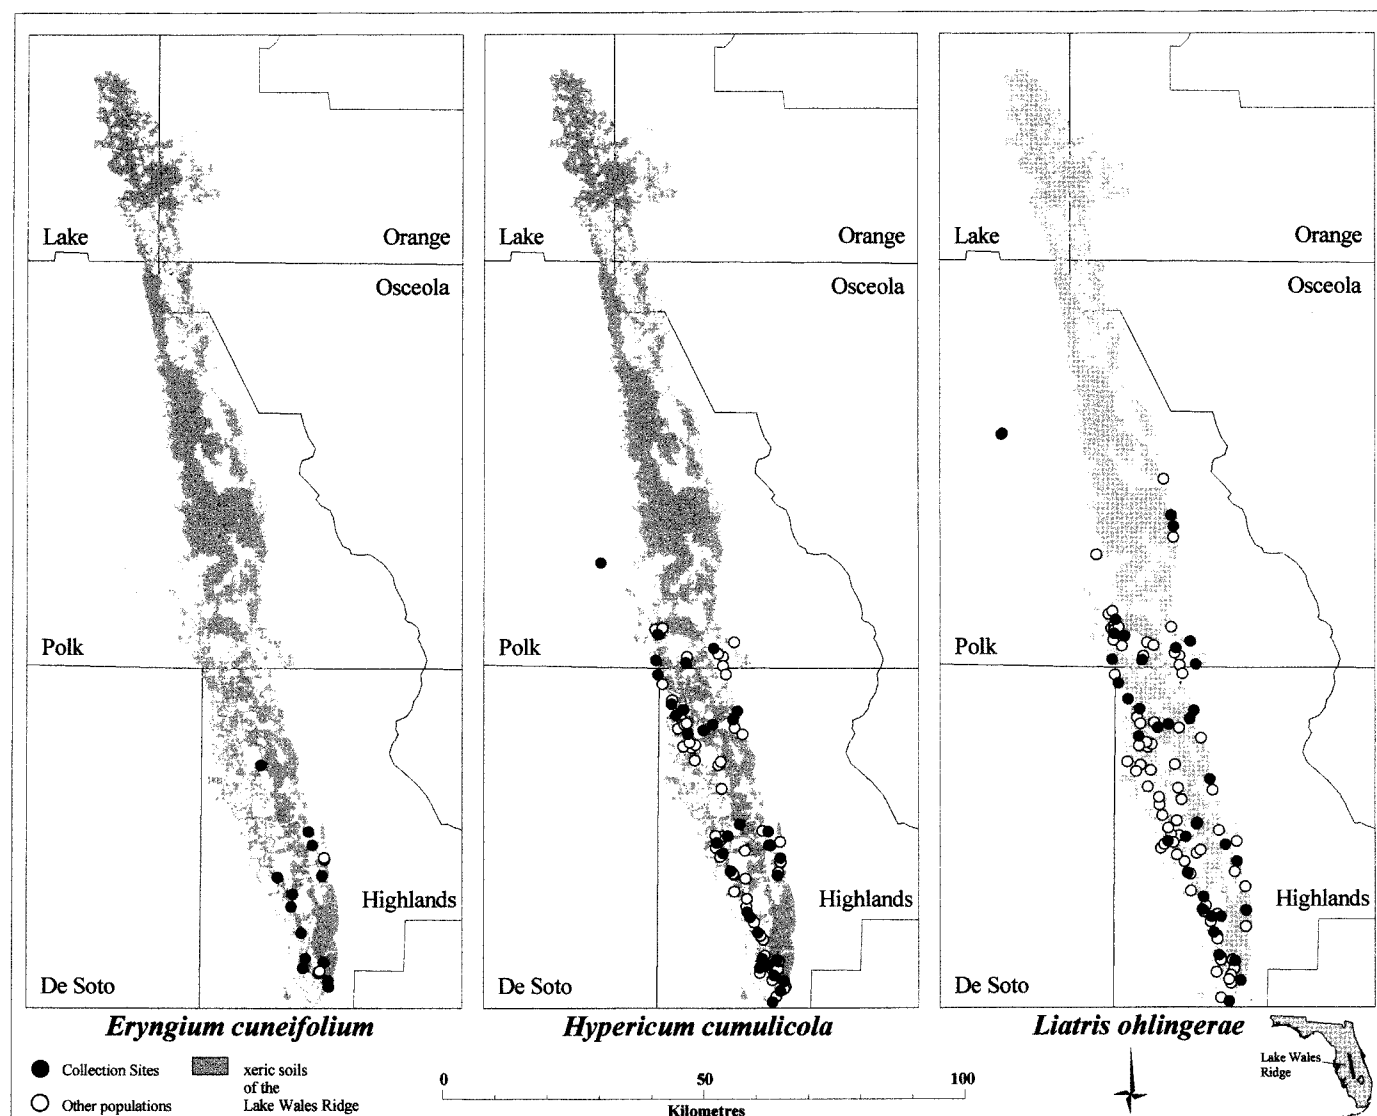 Lake
Orange
Osceola
Polk
Highlands
De Soto
Lake
Orange
Osceola
Polk
Highlands
De Soto
Lake
Orange
Osceola
Polk
Highlands
De Soto
Eryngium cuneifolium
Hypericum cumulicola
Liatris ohlingerae
Collection Sites
Other populations
xeric soils
of the
Lake Wales Ridge
0 50 100
Kilometres
Lake Wales
Ridge